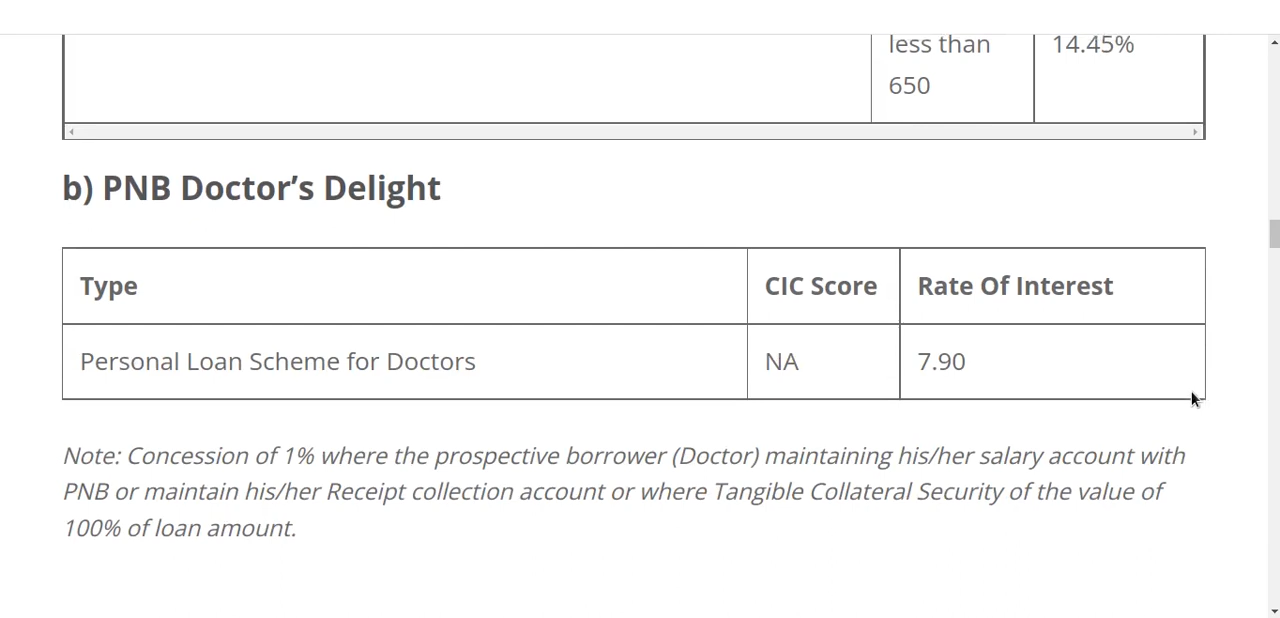 less than 14.45%
650
b) PNB Doctor’s Delight
Type CIC Score Rate Of Interest
Personal Loan Scheme for Doctors NA 7.90
Note: Concession of 1% where the prospective borrower (Doctor) maintaining his/her salary account with
PNB or maintain his/her Receipt collection account or where Tangible Collateral Security of the value of
100% of loan amount.